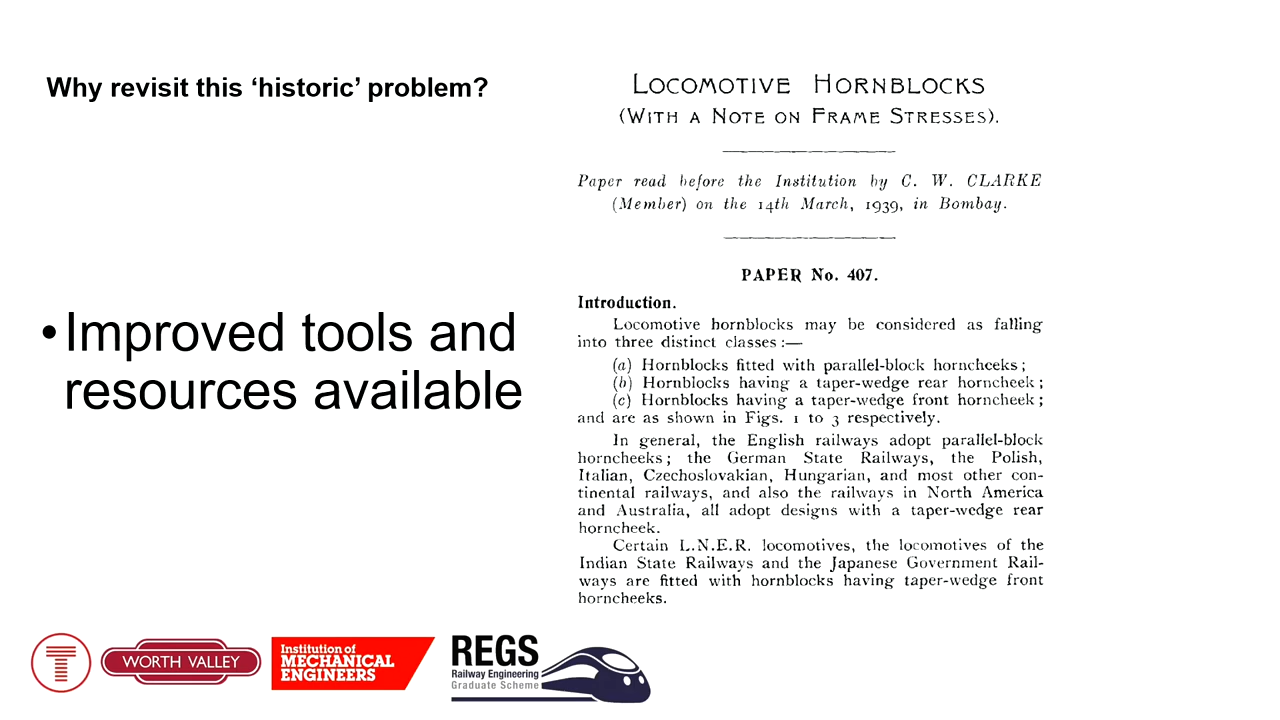 Why revisit this ‘historic’ problem?
•Improved tools and
resources available
LOCOMOTIVE HORNBLOCKS
(WITH A NOTE ON FRAME STRESSES).
Paper read before the Institution by C. W. CLARKE
(Member) on the 14th March, 1939, in Bombay.
PAPER No. 407.
Introduction.
Locomotive hornblocks may be considered as falling
into three distinct classes :—
(a) Hornblocks fitted with parallel-block horncheeks ;
(b) Hornblocks having a taper-wedge rear horncheek ;
(c) Hornblocks having a taper-wedge front horncheek ;
and are as shown in Figs. 1 to 3 respectively.
In general, the English railways adopt parallel-block
horncheeks ; the German State Railways, the Polish,
Italian, Czechoslovakian, Hungarian, and most other con-
tinental railways, and also the railways in North America
and Australia, all adopt designs with a taper-wedge rear
horncheek.
Certain L.N.E.R. locomotives, the locomotives of the
Indian State Railways and the Japanese Government Rail-
ways are fitted with hornblocks having taper-wedge front
horncheeks.
T
WORTH VALLEY
Institution of
MECHANICAL
ENGINEERS
REGS
Railway Engineering
Graduate Scheme